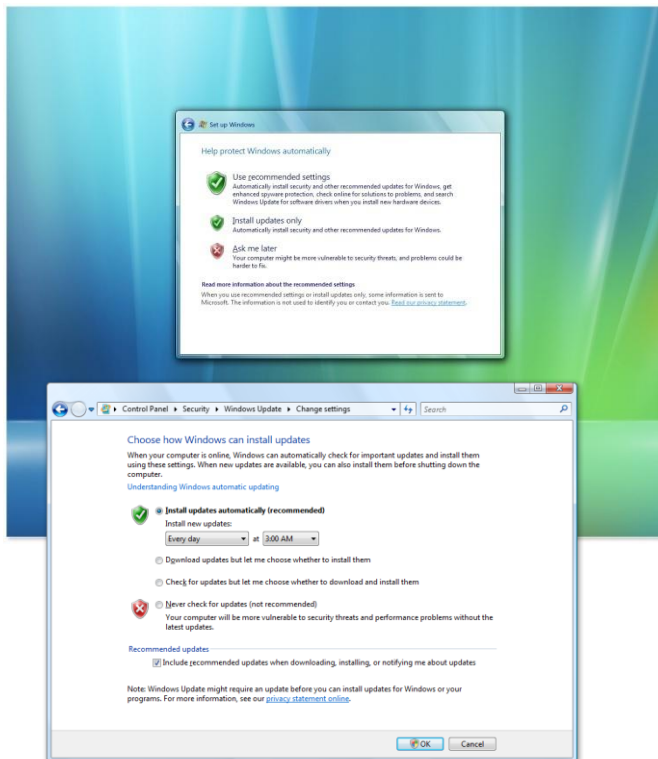 Set up Windows
Help protect Windows automatically
Use recommended settings
Automatically install security and other recommended updates for Windows, get
enhanced spyware protection, check online for solutions to problems, and search
Windows Update for software drivers when you install new hardware devices.
Install updates only
Automatically install security and other recommended updates for Windows.
Ask me later
Your computer might be more vulnerable to security threats, and problems could be
harder to fix.
Read more information about the recommended settings
When you use recommended settings or install updates only, some information is sent to
Microsoft. The information is not used to identify you or contact you. Read our privacy statement.
Control Panel Security Windows Update Change settings Search
Choose how Windows can install updates
When your computer is online, Windows can automatically check for important updates and install them
using these settings. When new updates are available, you can also install them before shutting down the
computer.
Understanding Windows automatic updating
Install updates automatically (recommended)
Install new updates:
Every day at 3:00 AM
Download updates but let me choose whether to install them
Check for updates but let me choose whether to download and install them
Never check for updates (not recommended)
Your computer will be more vulnerable to security threats and performance problems without the
latest updates.
Recommended updates
Include recommended updates when downloading, installing, or notifying me about updates
Note: Windows Update might require an update before you can install updates for Windows or your
programs. For more information, see our privacy statement online.
OK Cancel